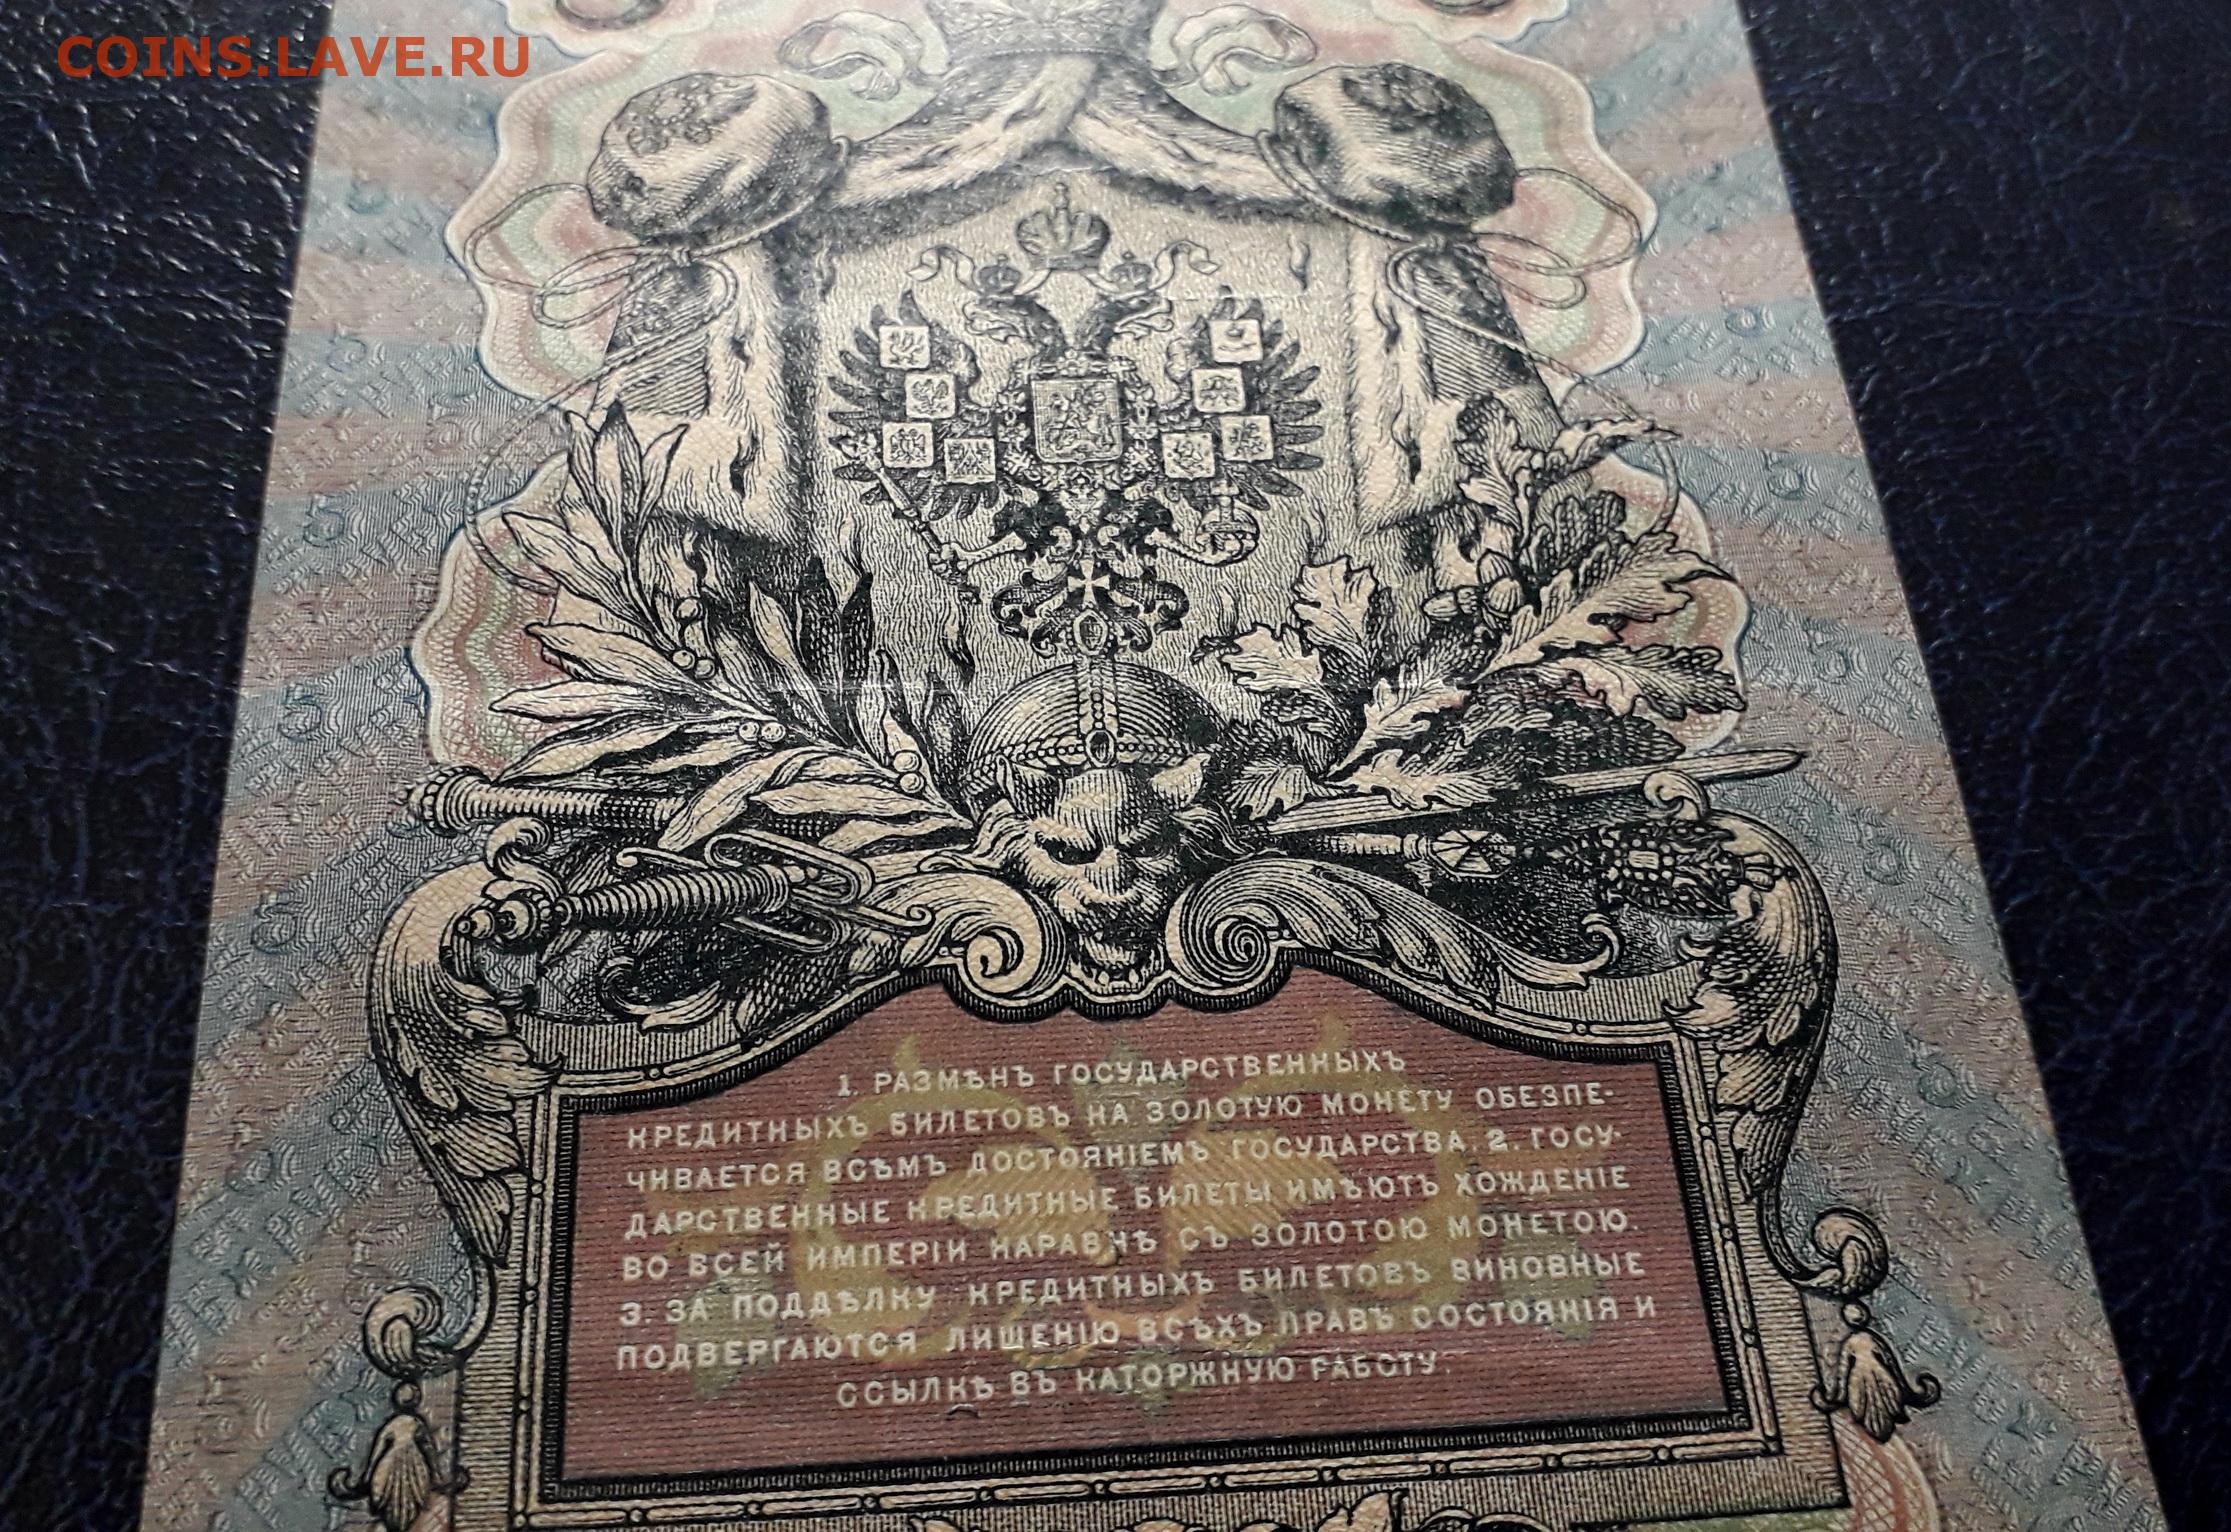 COINS.LAVE.RU
1. РАЗМѢНЪ ГОСУДАРСТВЕННЫХЪ
КРЕДИТНЫХЪ БИЛЕТОВЪ НА ЗОЛОТУЮ МОНЕТУ ОБЕЗПЕ-
ЧИВАЕТСЯ ВСѢМЪ ДОСТОЯНІЕМЪ ГОСУДАРСТВА. 2. ГОСУ-
ДАРСТВЕННЫЕ КРЕДИТНЫЕ БИЛЕТЫ ИМѢЮТЪ ХОЖДЕНІЕ
ВО ВСЕЙ ИМПЕРІИ НАРАВНѢ СЪ ЗОЛОТОЮ МОНЕТОЮ.
3. ЗА ПОДДѢЛКУ КРЕДИТНЫХЪ БИЛЕТОВЪ ВИНОВНЫЕ
ПОДВЕРГАЮТСЯ ЛИШЕНІЮ ВСѢХЪ ПРАВЪ СОСТОЯНІЯ И
ССЫЛКѢ ВЪ КАТОРЖНУЮ РАБОТУ.